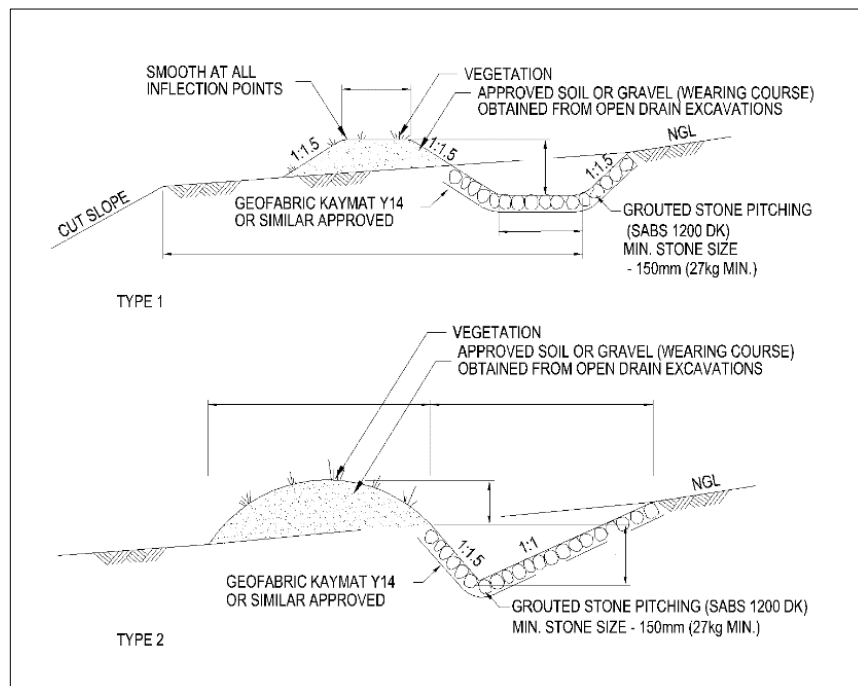 SMOOTH AT ALL
INFLECTION POINTS
VEGETATION
APPROVED SOIL OR GRAVEL (WEARING COURSE)
OBTAINED FROM OPEN DRAIN EXCAVATIONS
NGL
1:1.5
1:1.5
1:1.5
GEOFABRIC KAYMAT Y14
OR SIMILAR APPROVED
CUT SLOPE
GROUTED STONE PITCHING
(SABS 1200 DK)
MIN. STONE SIZE
- 150mm (27kg MIN.)
TYPE 1
VEGETATION
APPROVED SOIL OR GRAVEL (WEARING COURSE)
OBTAINED FROM OPEN DRAIN EXCAVATIONS
NGL
1:1.5
1:1
GEOFABRIC KAYMAT Y14
OR SIMILAR APPROVED
GROUTED STONE PITCHING (SABS 1200 DK)
MIN. STONE SIZE - 150mm (27kg MIN.)
TYPE 2